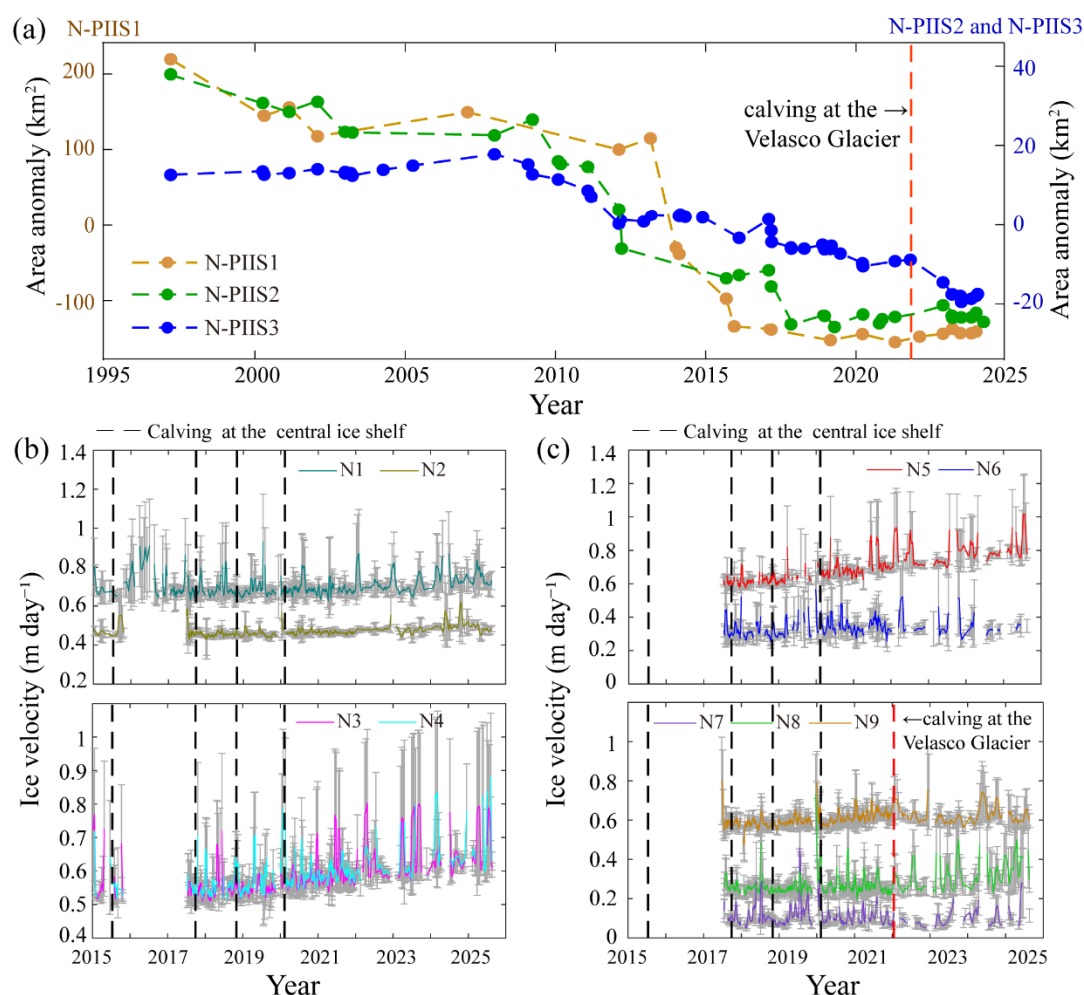 (a)
N-PIIS1
N-PIIS2 and N-PIIS3
Area anomaly (km²)
200
100
0
-100
40
20
0
-20
Area anomaly (km²)
calving at the →
Velasco Glacier
N-PIIS1
N-PIIS2
N-PIIS3
1995
2000
2005
2010
2015
2020
2025
Year
(b)
Calving at the central ice shelf
N1
N2
1.4
1.2
1
0.8
0.6
0.4
0.2
Ice velocity (m day⁻¹)
N3
N4
1
0.9
0.8
0.7
0.6
0.5
0.4
2015
2017
2019
2021
2023
2025
Year
(c)
Calving at the central ice shelf
N5
N6
1.4
1.2
1
0.8
0.6
0.4
0.2
0
Ice velocity (m day⁻¹)
N7
N8
N9
←calving at the
Velasco Glacier
1
0.8
0.6
0.4
0.2
0
2015
2017
2019
2021
2023
2025
Year